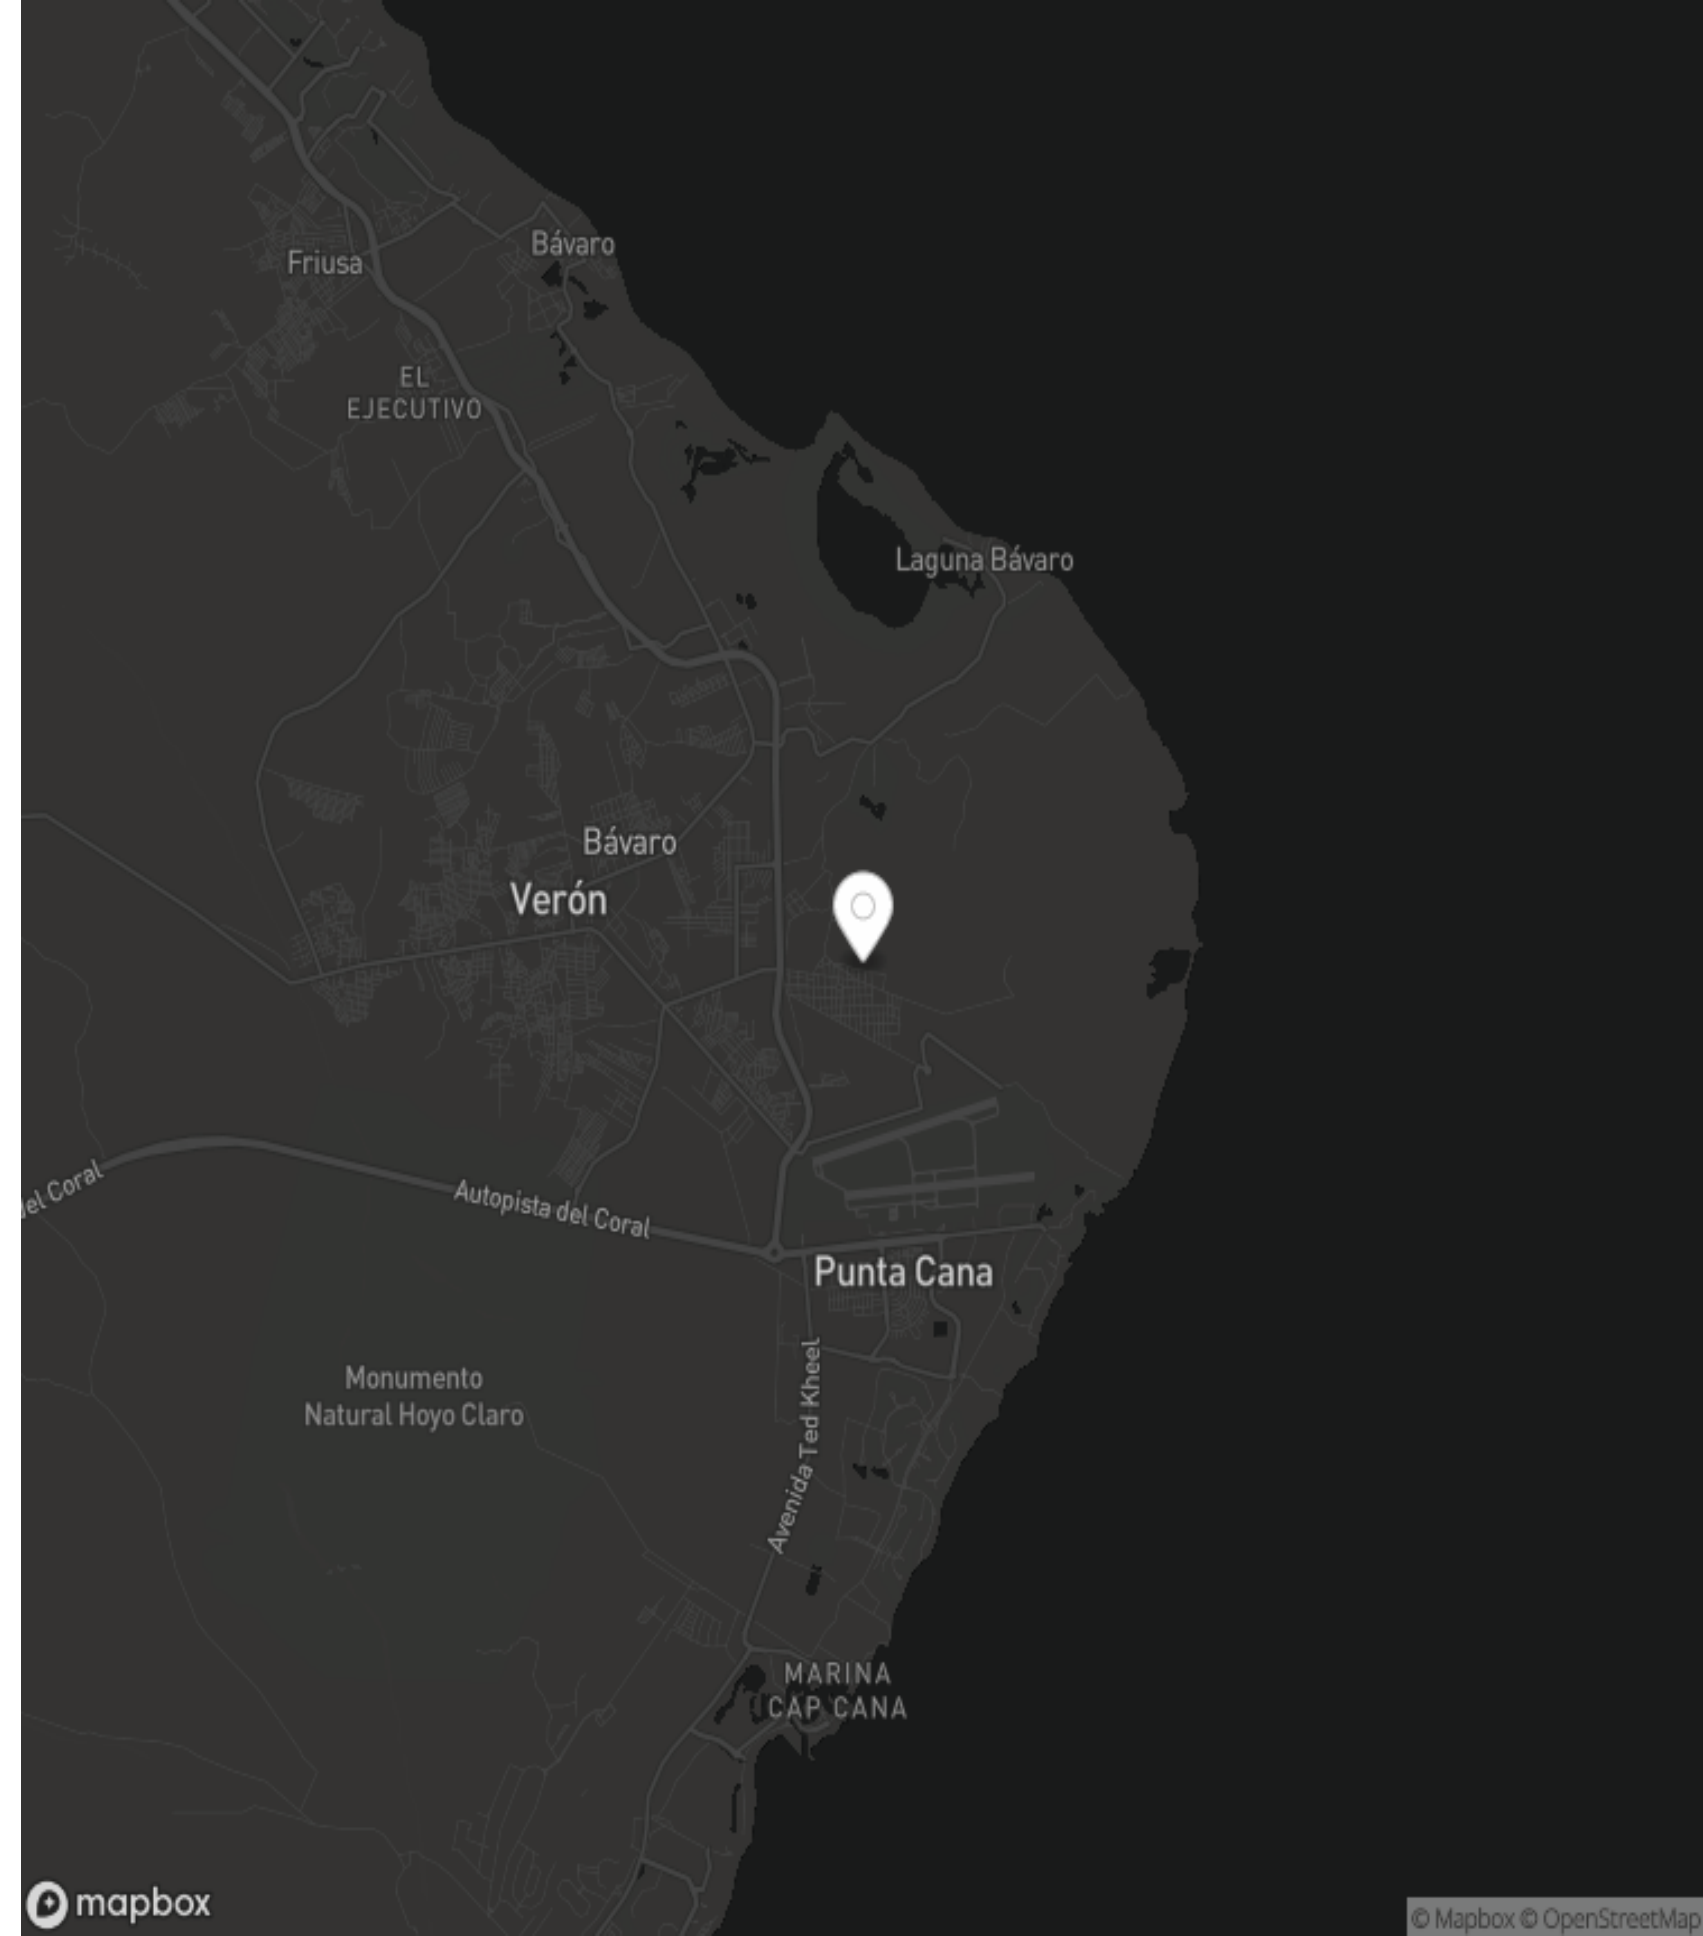 Bávaro
Friusa
EL
EJECUTIVO
Laguna Bávaro
Bávaro
Verón
del Coral
Autopista del Coral
Punta Cana
Avenida Ted Kheel
Monumento
Natural Hoyo Claro
MARINA
CAP CANA
mapbox
© Mapbox © OpenStreetMap